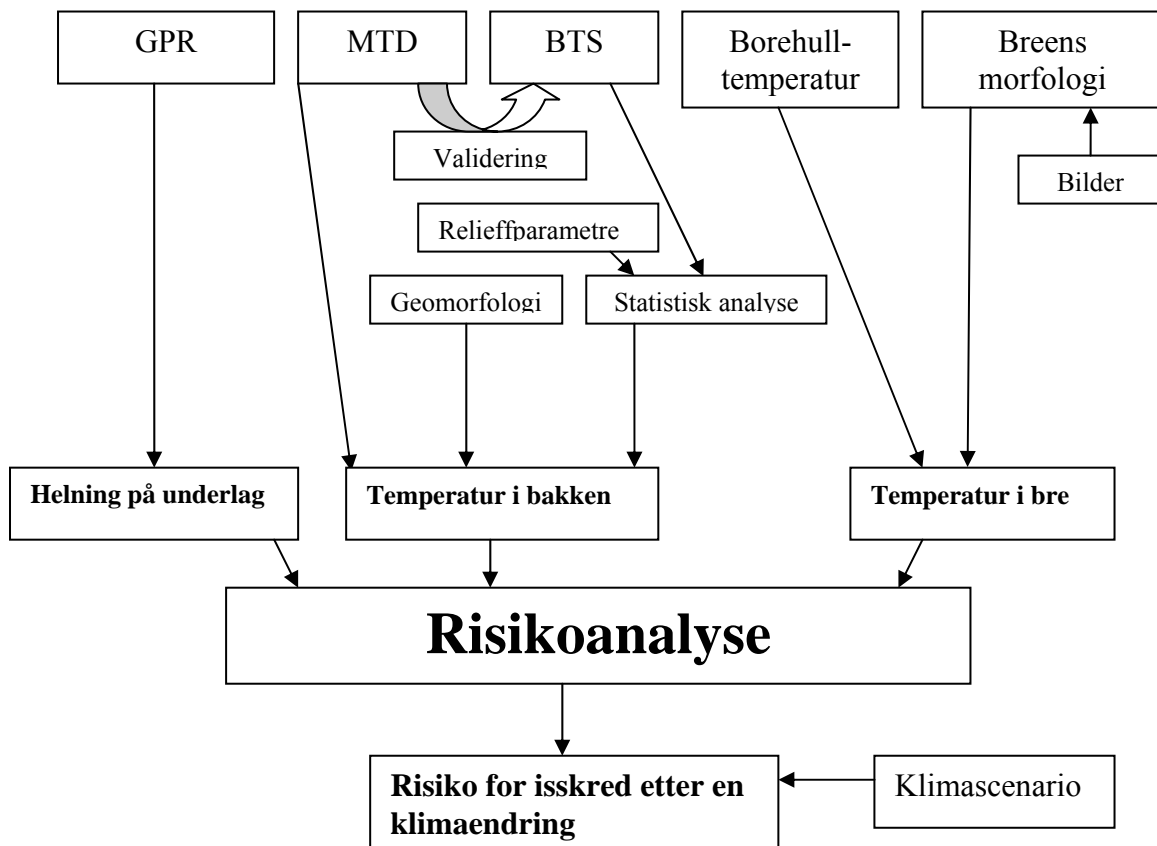 GPR
MTD
BTS
Borehull-
temperatur
Breens
morfologi
Validering
Bilder
Relieffparametre
Geomorfologi
Statistisk analyse
Helning på underlag
Temperatur i bakken
Temperatur i bre
Risikoanalyse
Risiko for isskred etter en
klimaendring
Klimascenario